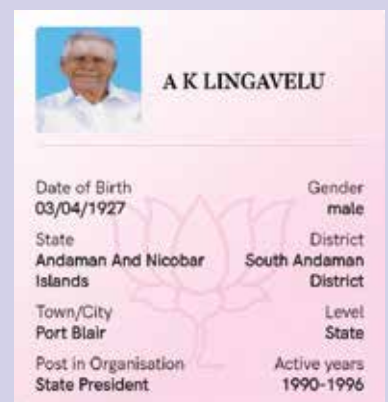 A K LINGAVELU
Date of Birth Gender
03/04/1927 male
State District
Andaman And Nicobar South Andaman
Islands District
Town/City Level
Port Blair State
Post in Organisation Active years
State President 1990-1996